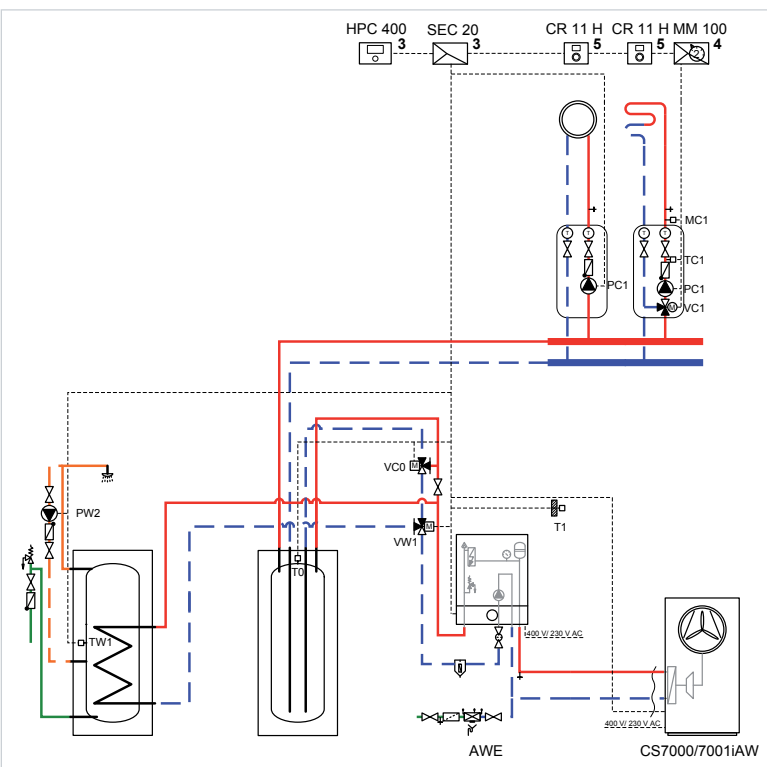 HPC 400
3
SEC 20
3
CR 11 H
5
CR 11 H
5
MM 100
4
2
MC1
T
T
T
T
TC1
PC1
PC1
M
VC1
VC0
M
PW2
VW1
M
T1
T0
TW1
400 V/ 230 V AC
400 V/ 230 V AC
AWE
CS7000/7001iAW